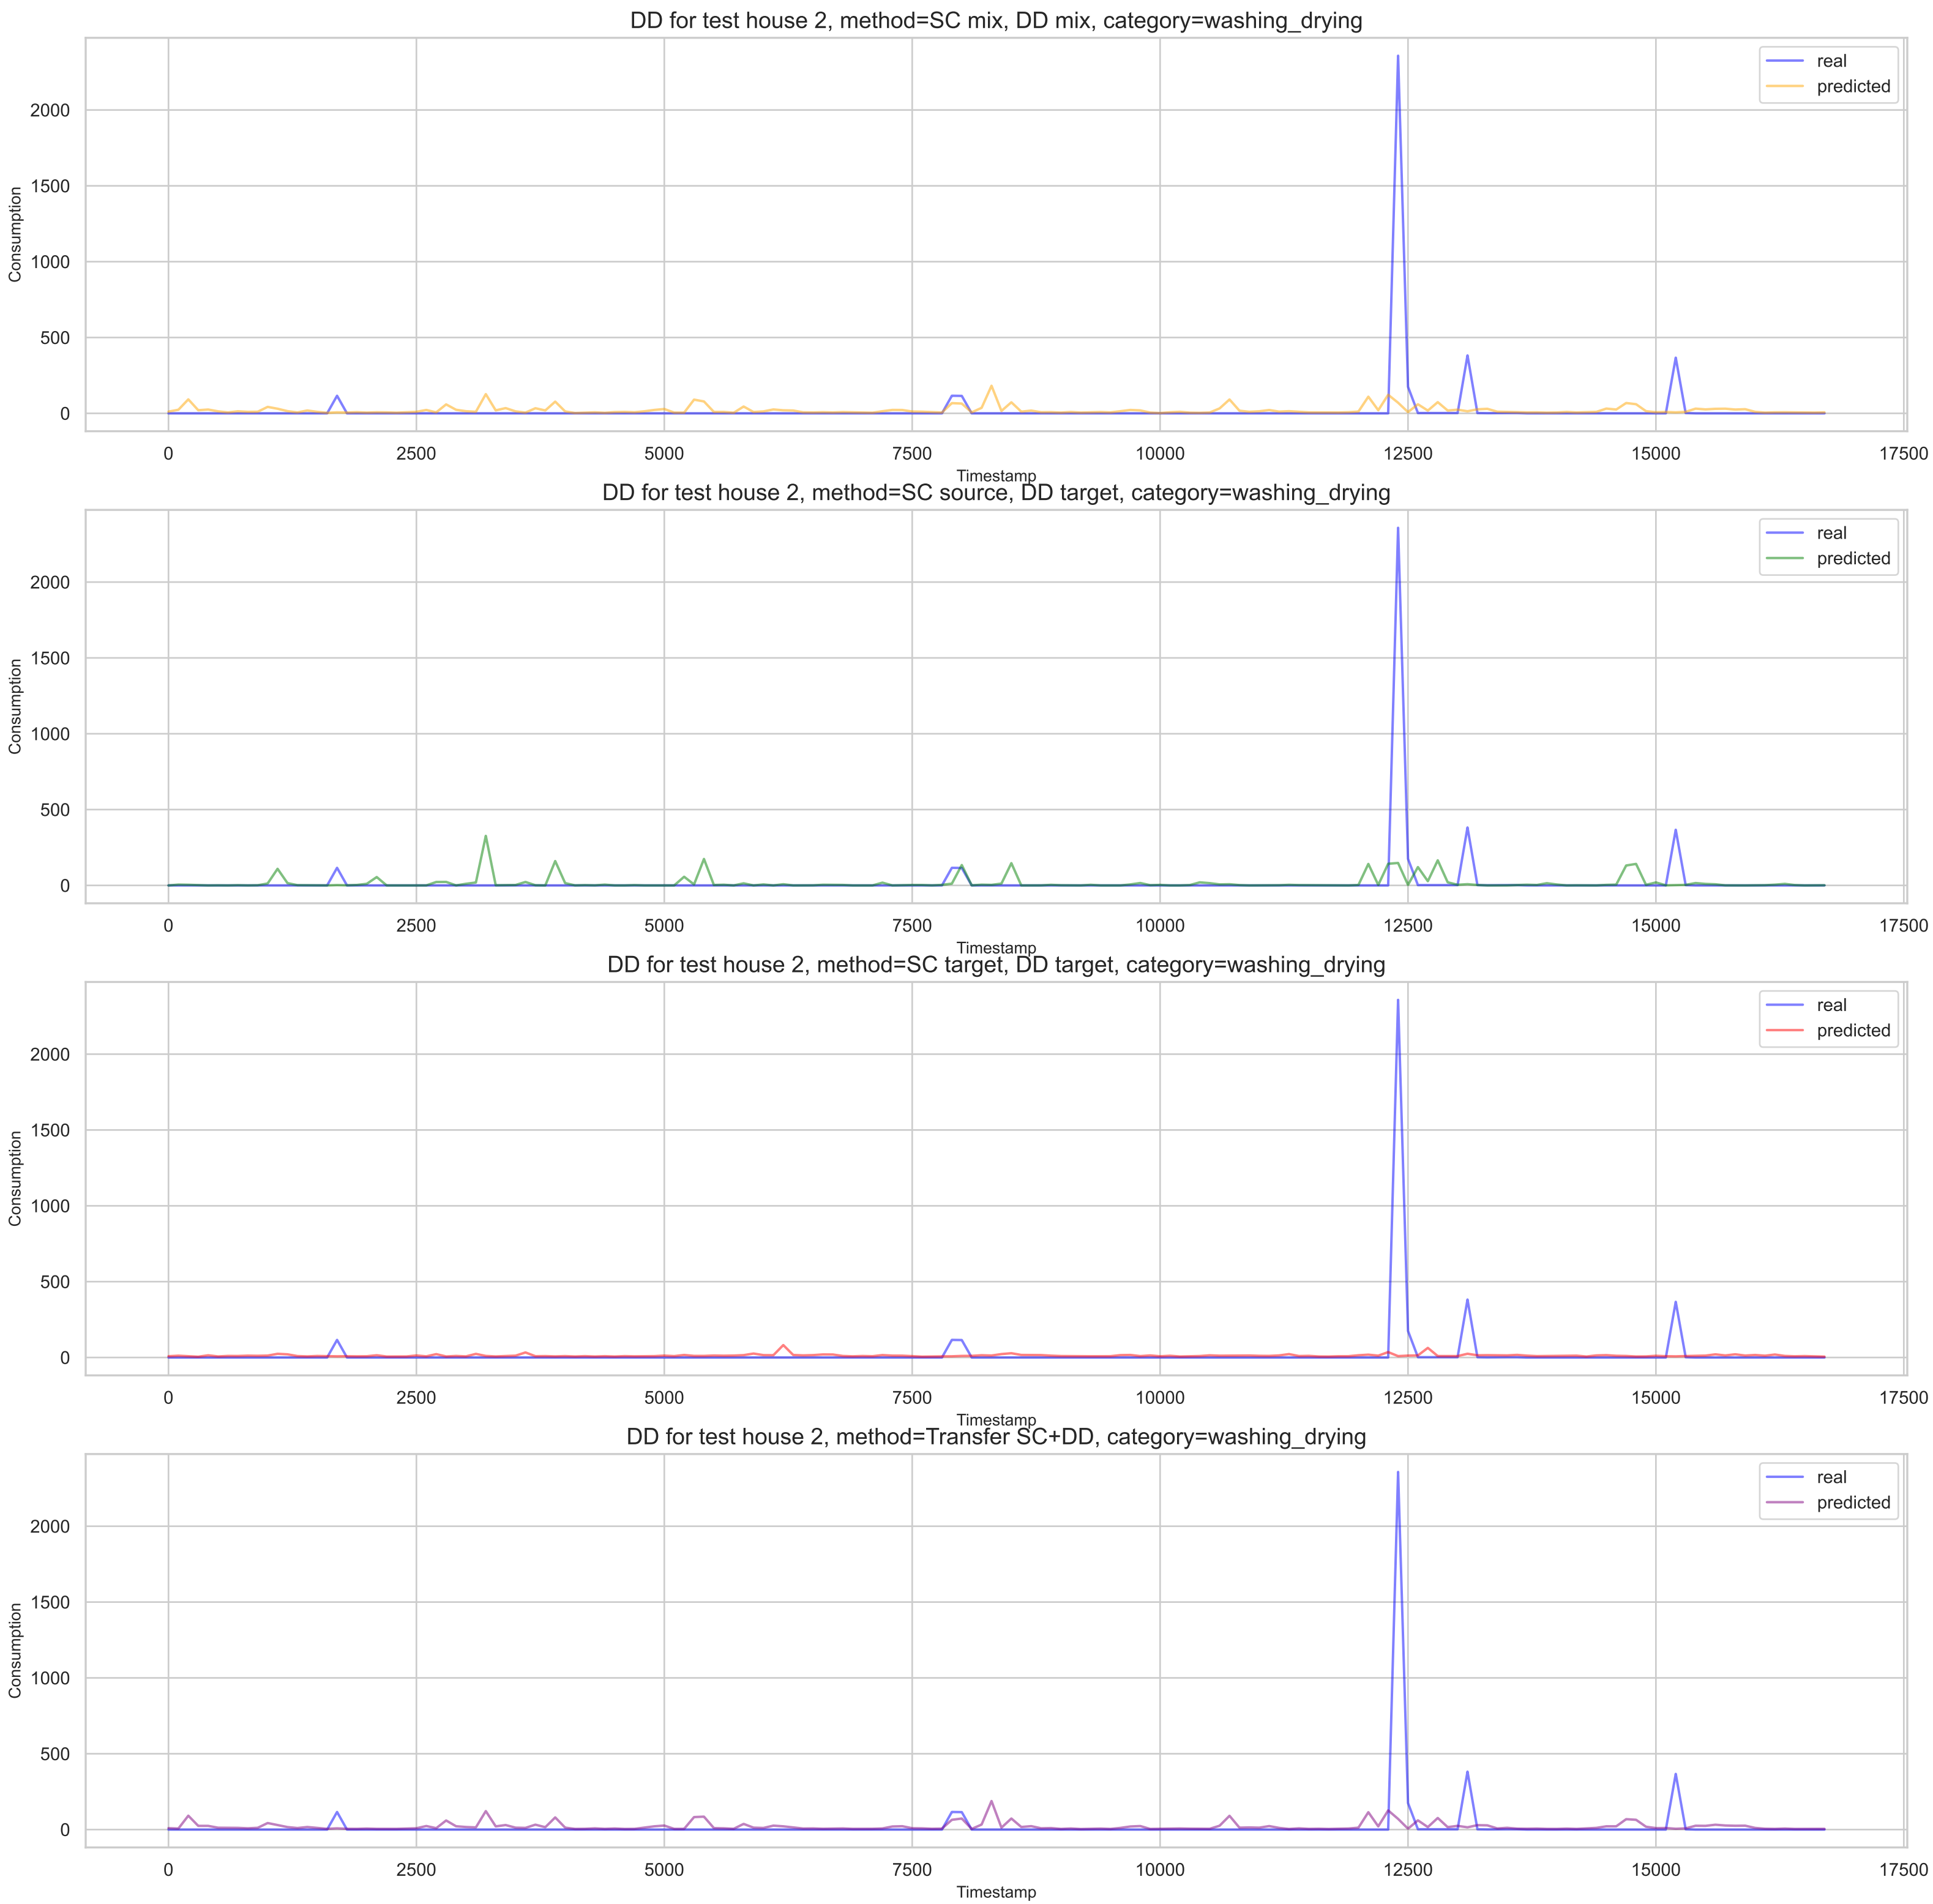 DD for test house 2, method=SC mix, DD mix, category=washing_drying
real
predicted
Consumption
2000
1500
1000
500
0
0 2500 5000 7500 10000 12500 15000 17500
Timestamp
DD for test house 2, method=SC source, DD target, category=washing_drying
real
predicted
Consumption
2000
1500
1000
500
0
0 2500 5000 7500 10000 12500 15000 17500
Timestamp
DD for test house 2, method=SC target, DD target, category=washing_drying
real
predicted
Consumption
2000
1500
1000
500
0
0 2500 5000 7500 10000 12500 15000 17500
Timestamp
DD for test house 2, method=Transfer SC+DD, category=washing_drying
real
predicted
Consumption
2000
1500
1000
500
0
0 2500 5000 7500 10000 12500 15000 17500
Timestamp